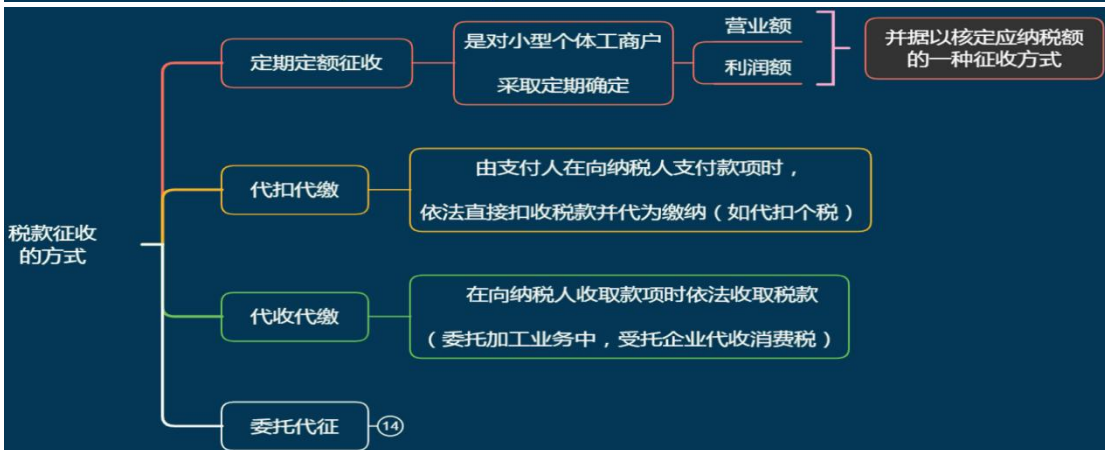 税款征收
的方式
定期定额征收
是对小型个体工商户
采取定期确定
营业额
利润额
并据以核定应纳税额
的一种征收方式
代扣代缴
由支付人在向纳税人支付款项时，
依法直接扣收税款并代为缴纳（如代扣个税）
代收代缴
在向纳税人收取款项时依法收取税款
（委托加工业务中，受托企业代收消费税）
委托代征
14